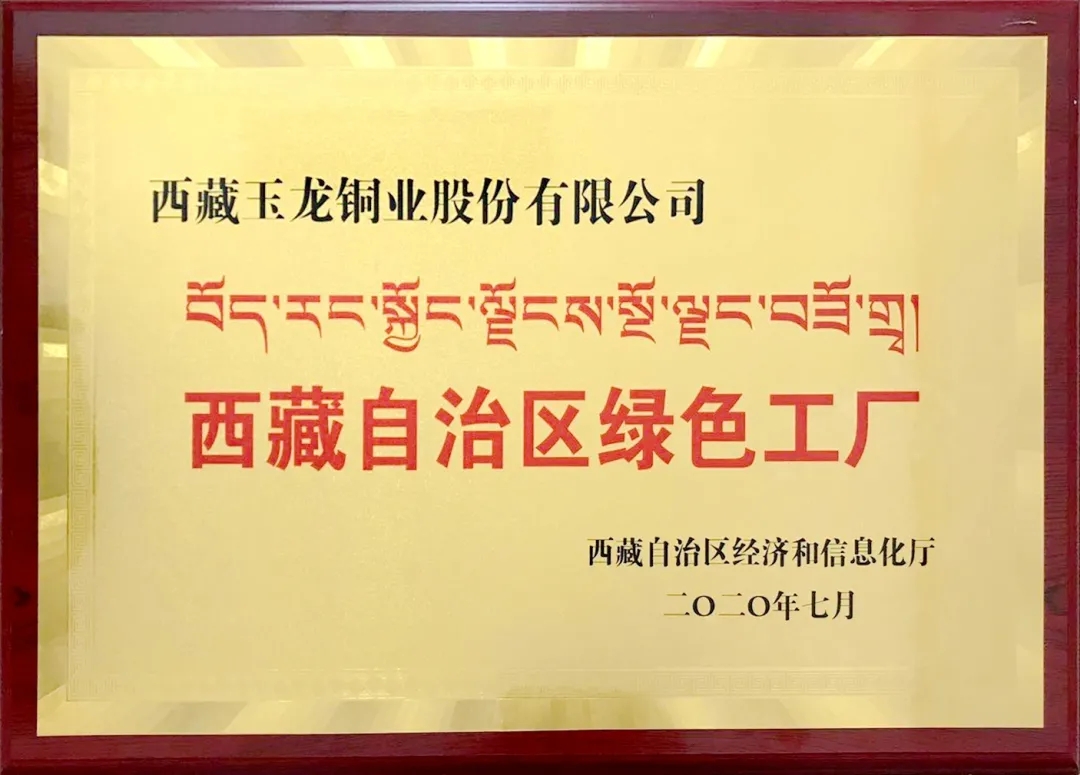 西藏玉龙铜业股份有限公司
བོད་རང་སྐྱོང་ལྗོངས་སྔོ་ལྗང་བཟོ་གྲྭ།
西藏自治区绿色工厂
西藏自治区经济和信息化厅
二〇二〇年七月